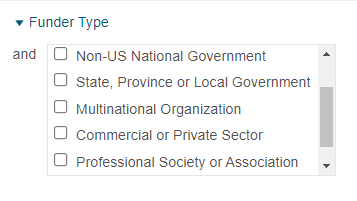 Funder Type
and
Non-US National Government
State, Province or Local Government
Multinational Organization
Commercial or Private Sector
Professional Society or Association